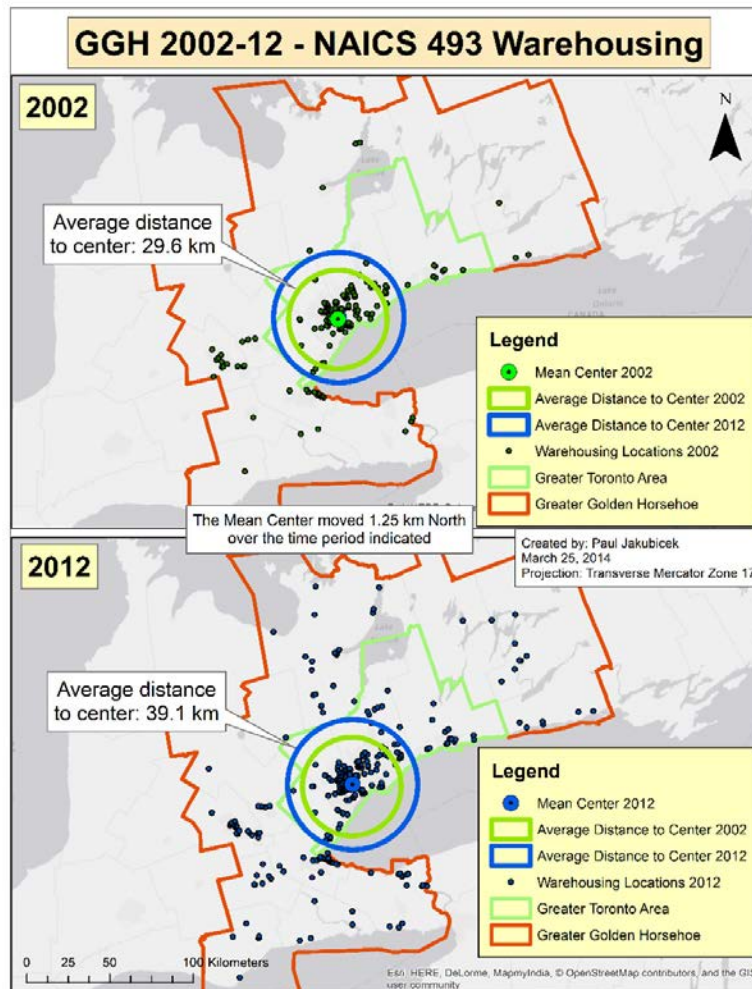 GGH 2002-12 - NAICS 493 Warehousing
2002
N
Average distance
to center: 29.6 km
Lake
Ontario
CANADA
Legend
Mean Center 2002
Average Distance to Center 2002
Average Distance to Center 2012
Warehousing Locations 2002
Greater Toronto Area
Greater Golden Horsehoe
The Mean Center moved 1.25 km North
over the time period indicated
Created by: Paul Jakubicek
March 25, 2014
Projection: Transverse Mercator Zone 17
2012
Average distance
to center: 39.1 km
Legend
Mean Center 2012
Average Distance to Center 2002
Average Distance to Center 2012
Warehousing Locations 2012
Greater Toronto Area
Greater Golden Horsehoe
0 25 50 100 Kilometers
Esri, HERE, DeLorme, MapmyIndia, © OpenStreetMap contributors, and the GIS
user community